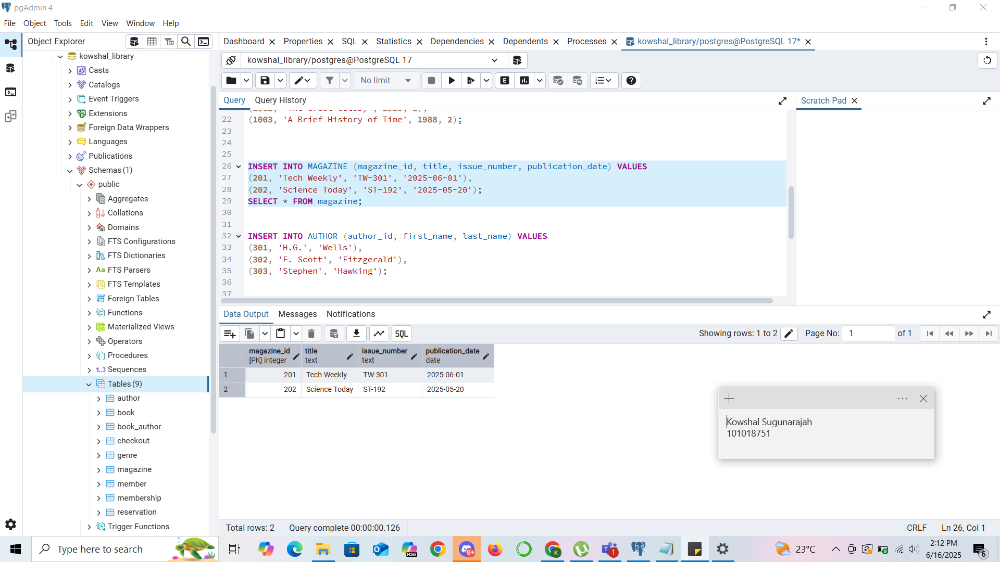 pgAdmin 4
File Object Tools Edit View Window Help
Object Explorer
Dashboard Properties SQL Statistics Dependencies Dependents Processes kowshal_library/postgres@PostgreSQL 17*
kowshal_library/postgres@PostgreSQL 17
No limit
E
Query Query History
Scratch Pad
kowshal_library
Casts
Catalogs
Event Triggers
Extensions
Foreign Data Wrappers
Languages
Publications
Schemas (1)
public
Aggregates
Collations
Domains
FTS Configurations
FTS Dictionaries
Aa FTS Parsers
FTS Templates
Foreign Tables
Functions
Materialized Views
Operators
Procedures
1..3 Sequences
Tables (9)
author
book
book_author
checkout
genre
magazine
member
membership
reservation
Trigger Functions
22 (1003, 'A Brief History of Time', 1988, 2);
23
24
25
26 INSERT INTO MAGAZINE (magazine_id, title, issue_number, publication_date) VALUES
27 (201, 'Tech Weekly', 'TW-301', '2025-06-01'),
28 (202, 'Science Today', 'ST-192', '2025-05-20');
29 SELECT * FROM magazine;
30
31
32 INSERT INTO AUTHOR (author_id, first_name, last_name) VALUES
33 (301, 'H.G.', 'Wells'),
34 (302, 'F. Scott', 'Fitzgerald'),
35 (303, 'Stephen', 'Hawking');
36
37
Data Output Messages Notifications
SQL
Showing rows: 1 to 2 Page No: 1 of 1
magazine_id title issue_number publication_date
[PK] integer text text date
1 201 Tech Weekly TW-301 2025-06-01
2 202 Science Today ST-192 2025-05-20
Kowshal Sugunarajah
101018751
Total rows: 2 Query complete 00:00:00.126 CRLF Ln 26, Col 1
Type here to search
M365
9+
K
1
23°C
2:12 PM
6/16/2025
6